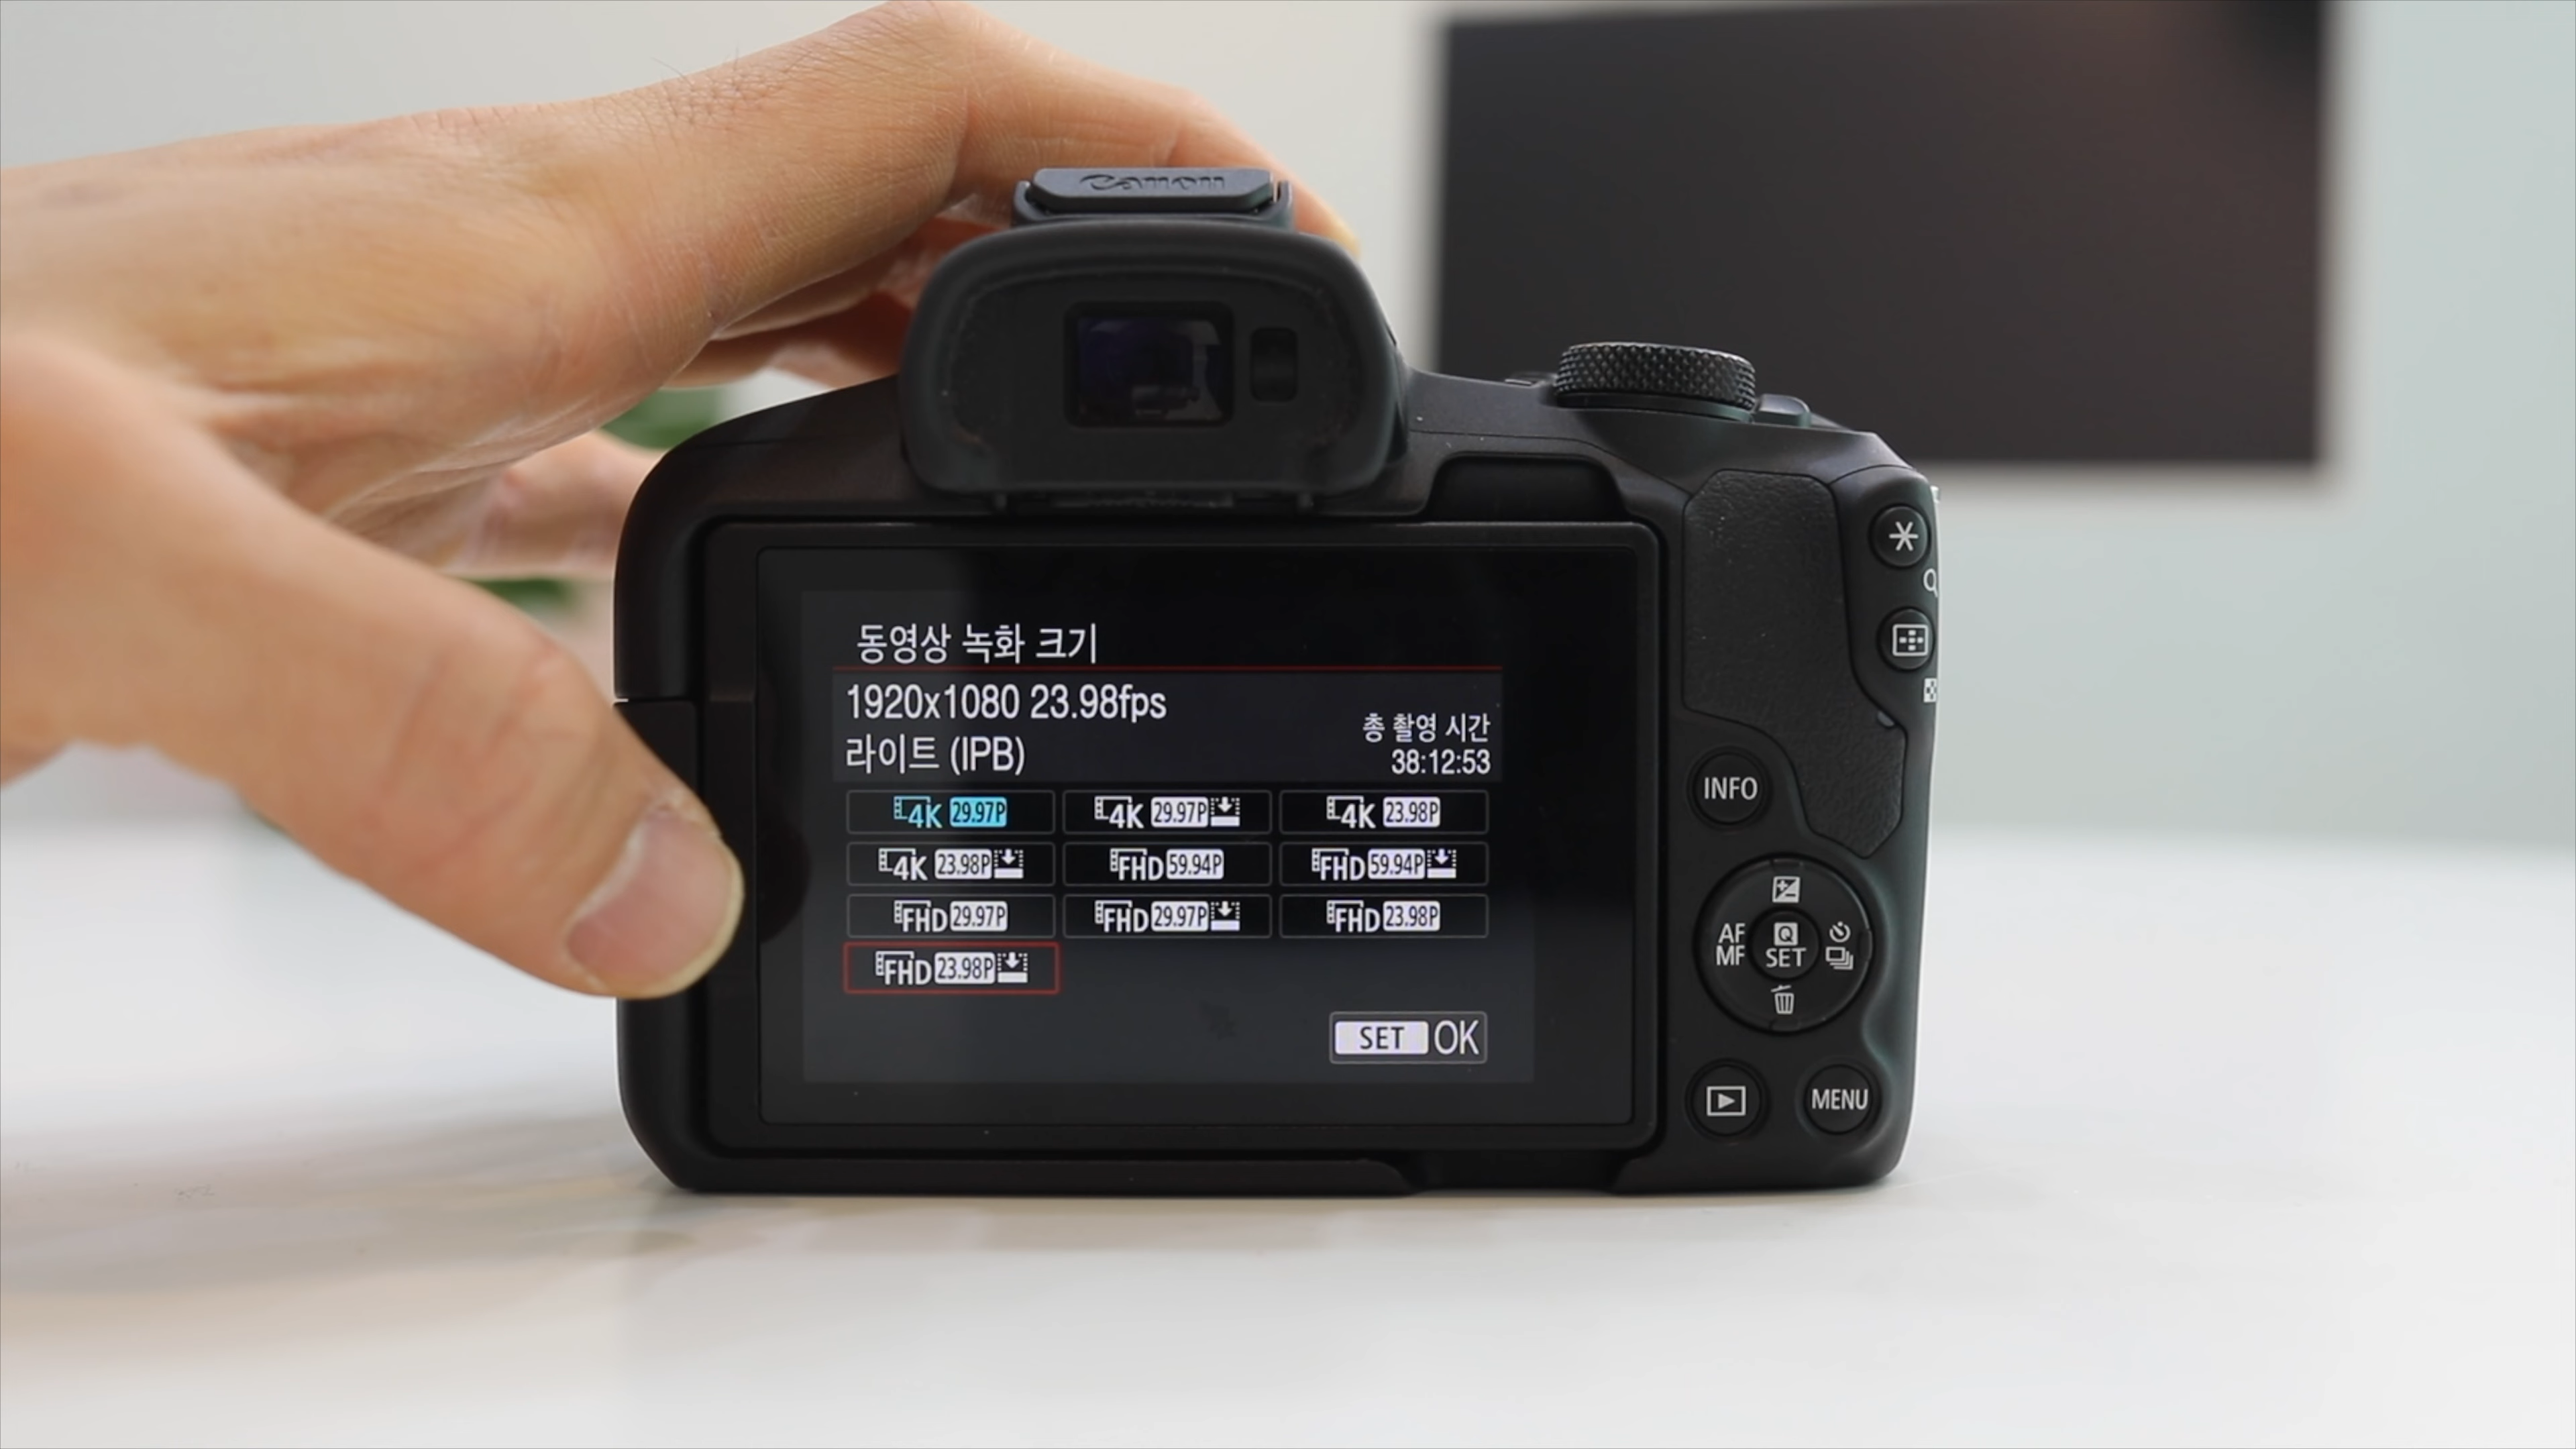 Canon
동영상 녹화 크기
1920x1080 23.98fps
라이트 (IPB)
총 촬영 시간
38:12:53
4K 29.97P 4K 29.97P 4K 23.98P
4K 23.98P FHD 59.94P FHD 59.94P
FHD 29.97P FHD 29.97P FHD 23.98P
FHD 23.98P
SET OK
INFO
AF
MF
Q
SET
MENU